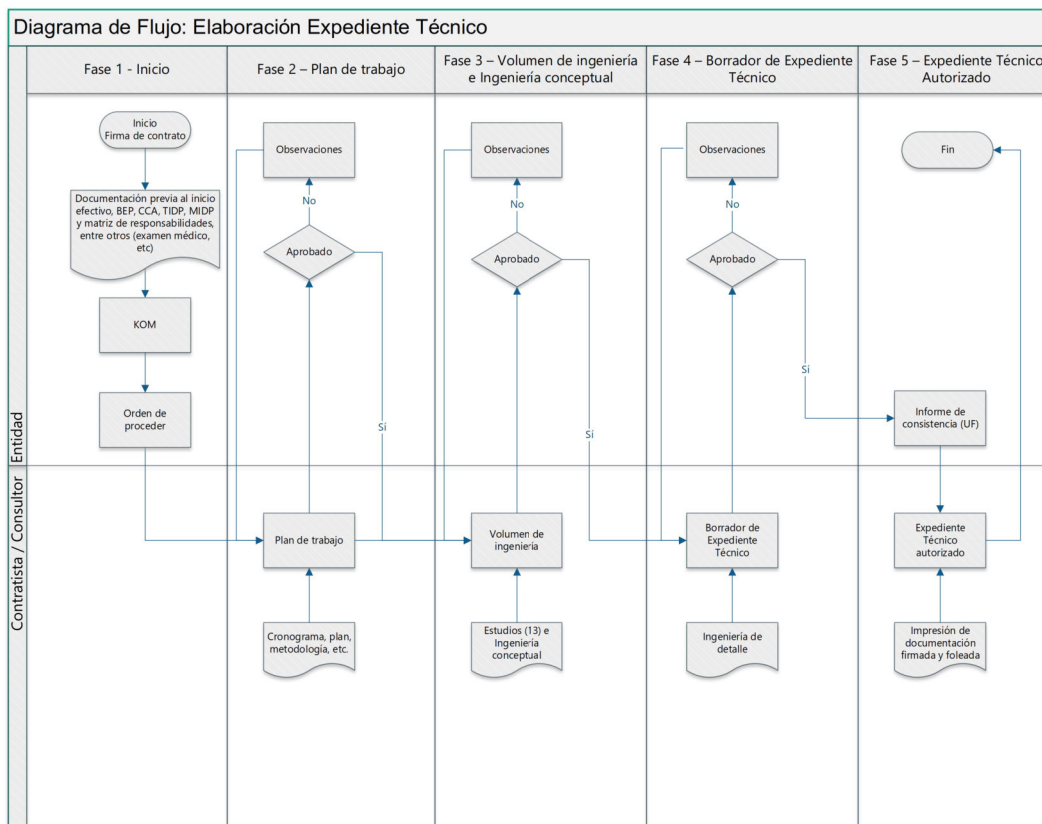 Diagrama de Flujo: Elaboración Expediente Técnico
Fase 1 - Inicio
Fase 2 – Plan de trabajo
Fase 3 – Volumen de ingeniería
e Ingeniería conceptual
Fase 4 – Borrador de Expediente
Técnico
Fase 5 – Expediente Técnico
Autorizado
Entidad
Inicio
Firma de contrato
Documentación previa al inicio
efectivo, BEP, CCA, TIDP, MIDP
y matriz de responsabilidades,
entre otros (examen médico,
etc)
KOM
Orden de
proceder
Observaciones
No
Aprobado
Sí
Observaciones
No
Aprobado
Sí
Observaciones
No
Aprobado
Sí
Fin
Informe de
consistencia (UF)
Contratista / Consultor
Plan de trabajo
Cronograma, plan,
metodología, etc.
Volumen de
ingeniería
Estudios (13) e
Ingeniería
conceptual
Borrador de
Expediente
Técnico
Ingeniería de
detalle
Expediente
Técnico
autorizado
Impresión de
documentación
firmada y foleada